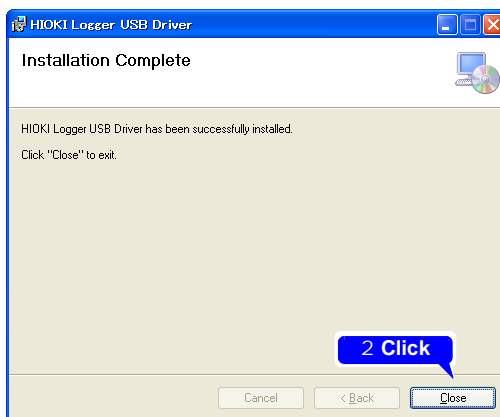 HIOKI Logger USB Driver
Installation Complete
HIOKI Logger USB Driver has been successfully installed.
Click "Close" to exit.
2 Click
Cancel
< Back
Close